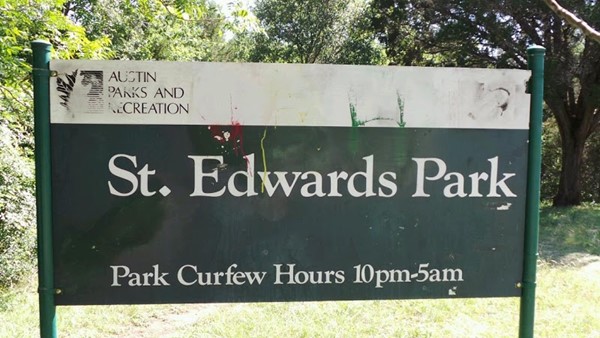 AUSTIN
PARKS AND
RECREATION
St. Edwards Park
Park Curfew Hours 10pm-5am